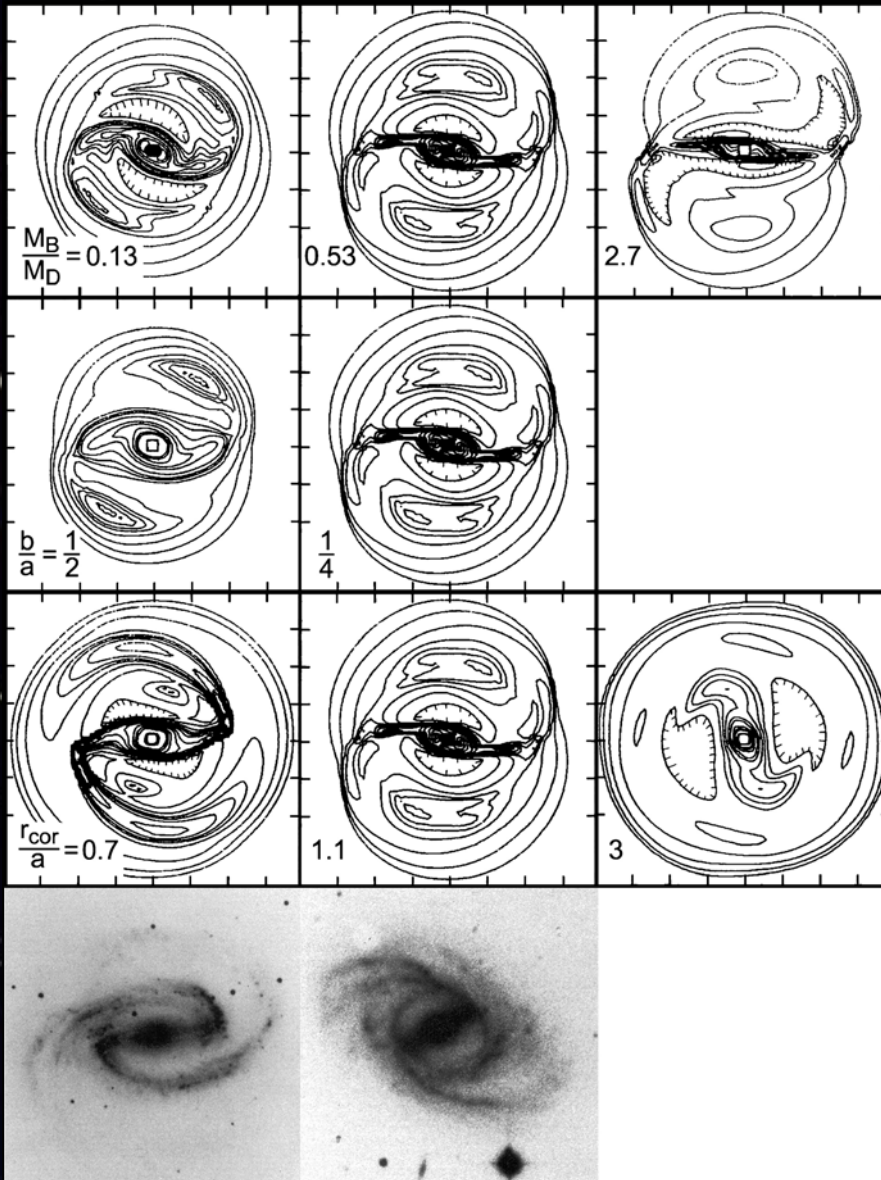 M_B/M_D = 0.13
0.53
2.7
b/a = 1/2
1/4
r_cor/a = 0.7
1.1
3